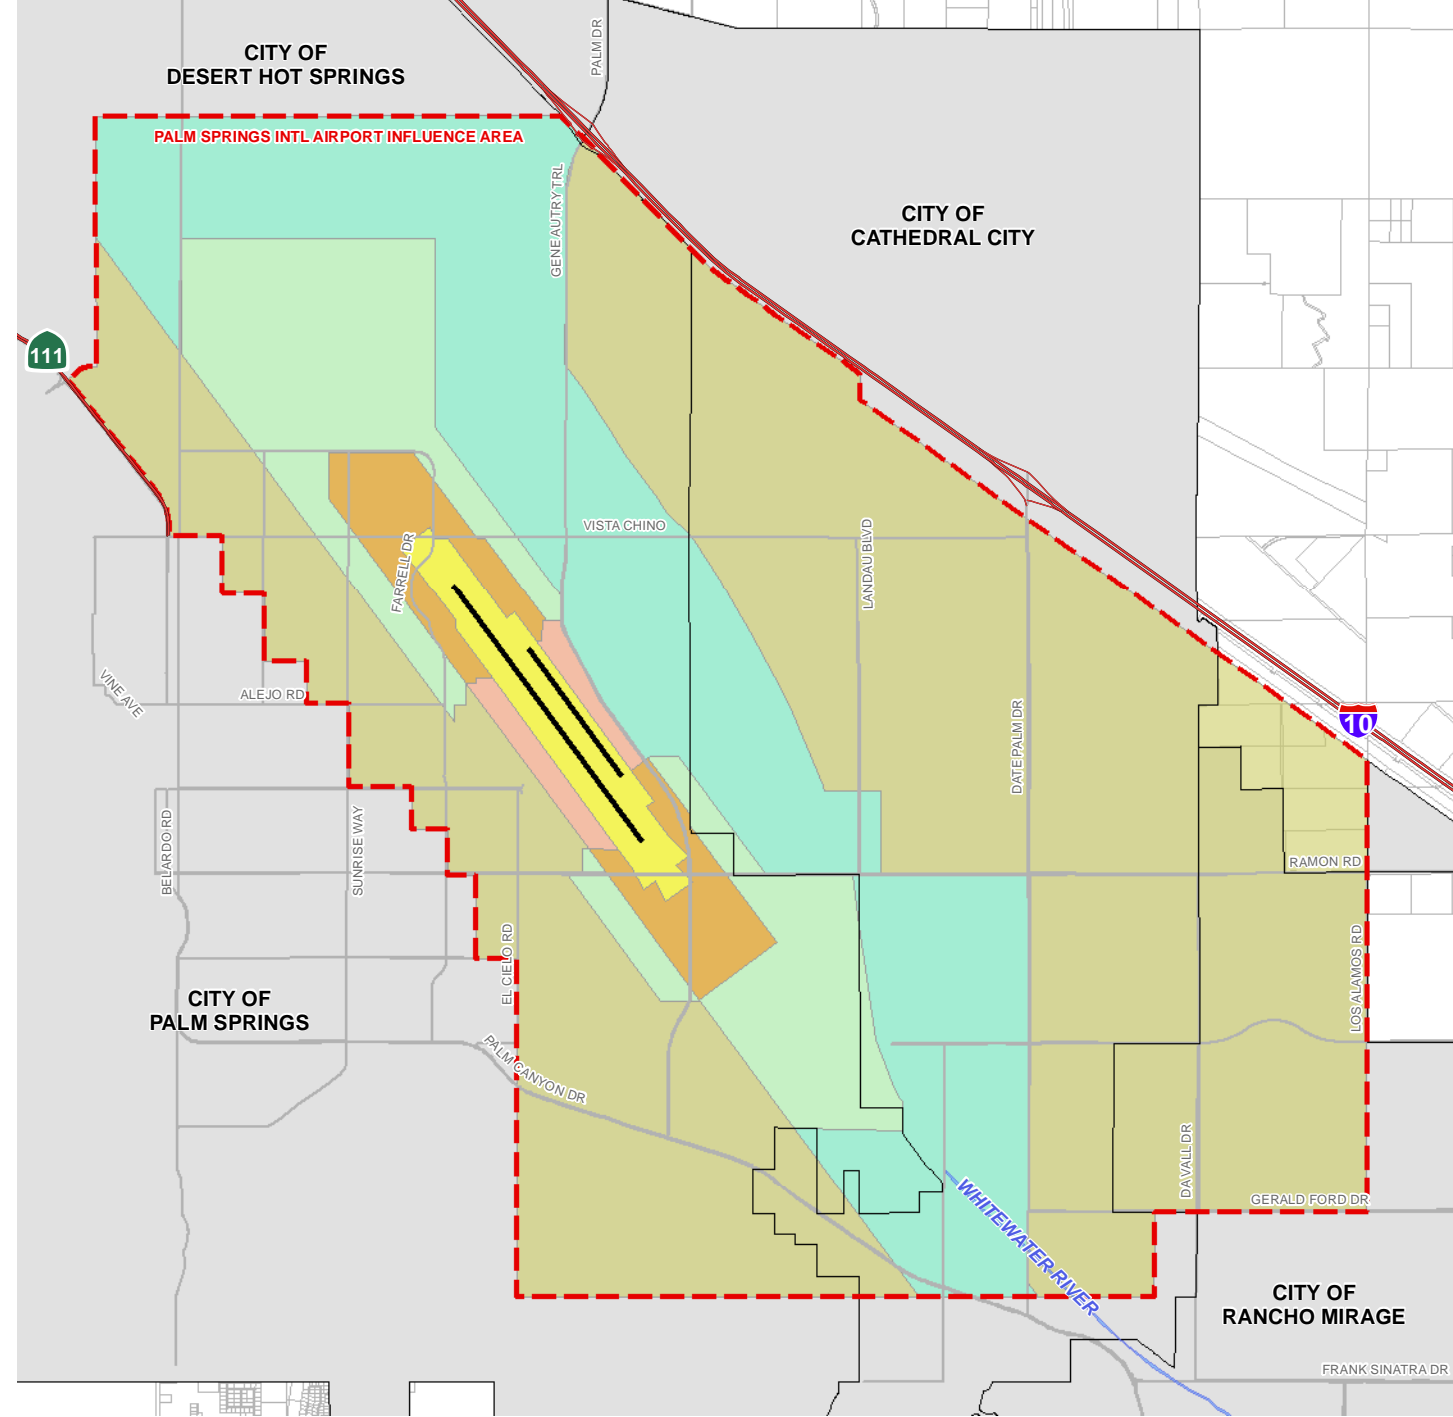 CITY OF
DESERT HOT SPRINGS
PALM DR
PALM SPRINGS INTL AIRPORT INFLUENCE AREA
GENE AUTRY TRL
CITY OF
CATHEDRAL CITY
111
VISTA CHINO
FARRELL DR
LANDAU BLVD
VINE AVE
ALEJO RD
DATE PALM DR
10
BELARDO RD
SUNRISE WAY
RAMON RD
EL CIELO RD
LOS ALAMOS RD
CITY OF
PALM SPRINGS
PALM CANYON DR
DA VALL DR
WHITEWATER RIVER
GERALD FORD DR
CITY OF
RANCHO MIRAGE
FRANK SINATRA DR